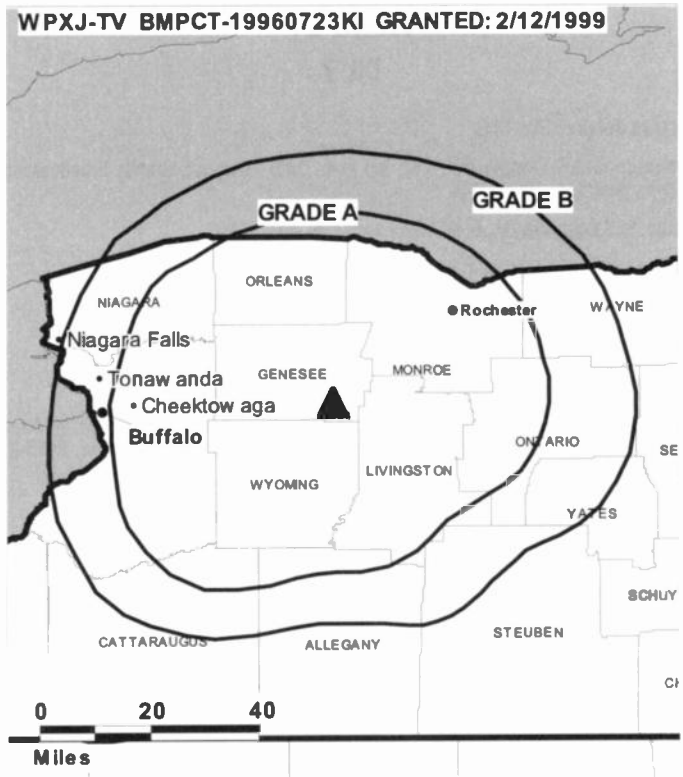 WPXJ-TV BMPCT-19960723KI GRANTED: 2/12/1999
GRADE B
GRADE A
ORLEANS
NIAGARA
WAYNE
Rochester
Niagara Falls
GENESEE
MONROE
Tonaw anda
Cheektow aga
Buffalo
ONTARIO
SE
LIVINGSTON
WYOMING
YATES
SCHUY
STEUBEN
CATTARAUGUS
ALLEGANY
CH
0 20 40
Miles